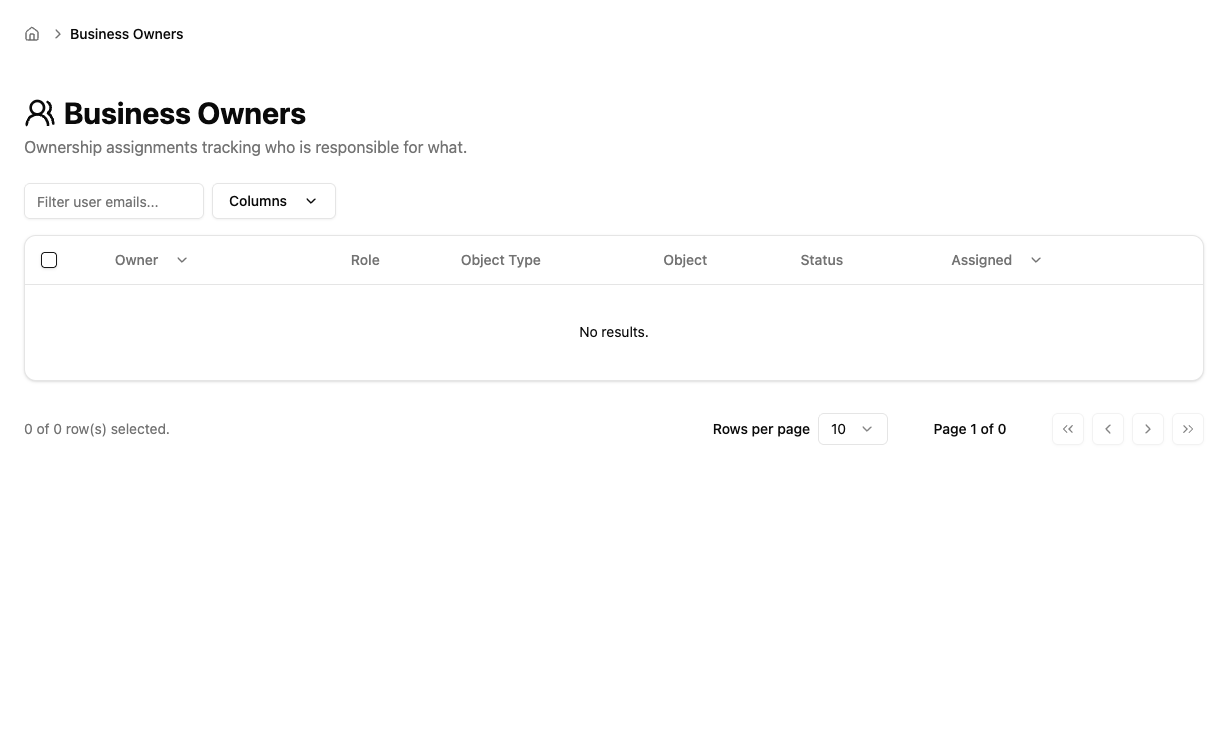 Business Owners
Business Owners
Ownership assignments tracking who is responsible for what.
Filter user emails...
Columns
Owner Role Object Type Object Status Assigned
No results.
0 of 0 row(s) selected.
Rows per page 10 Page 1 of 0